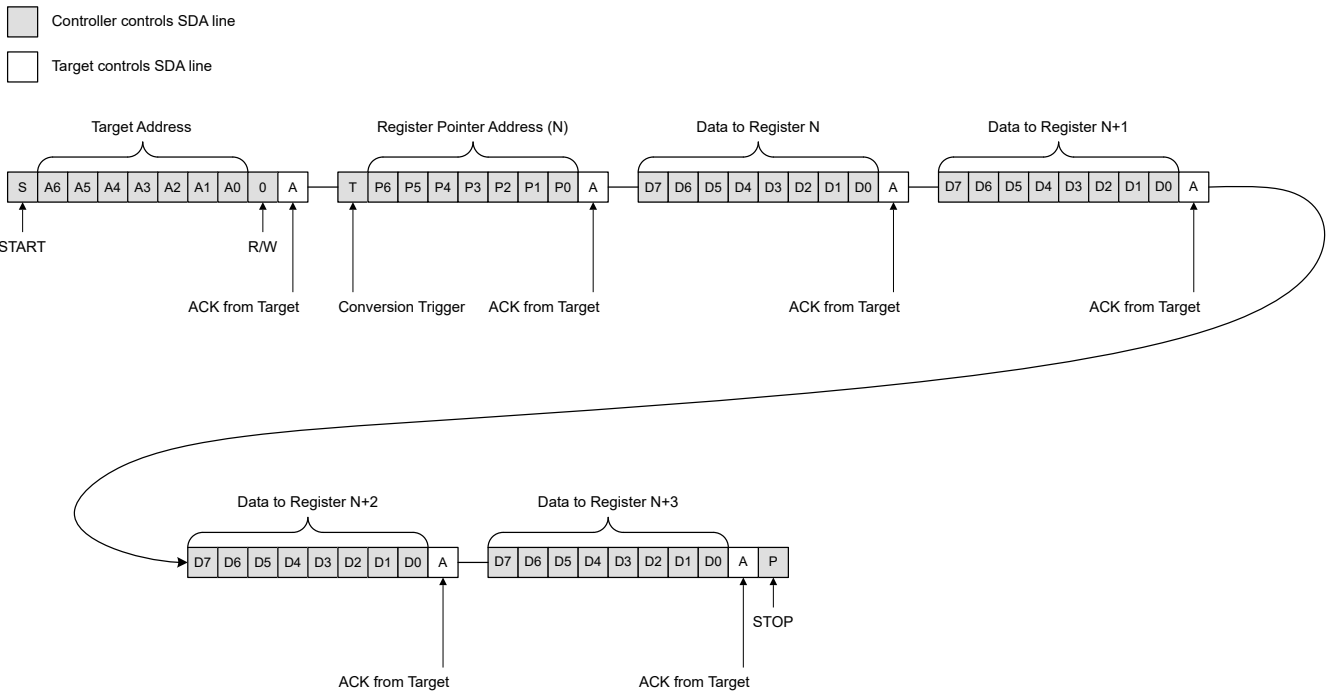 Controller controls SDA line
Target controls SDA line
Target Address
Register Pointer Address (N)
Data to Register N
Data to Register N+1
S A6 A5 A4 A3 A2 A1 A0 0 A
T P6 P5 P4 P3 P2 P1 P0 A
D7 D6 D5 D4 D3 D2 D1 D0 A
D7 D6 D5 D4 D3 D2 D1 D0 A
START
R/W
ACK from Target
Conversion Trigger
ACK from Target
ACK from Target
ACK from Target
Data to Register N+2
Data to Register N+3
D7 D6 D5 D4 D3 D2 D1 D0 A
D7 D6 D5 D4 D3 D2 D1 D0 A P
STOP
ACK from Target
ACK from Target